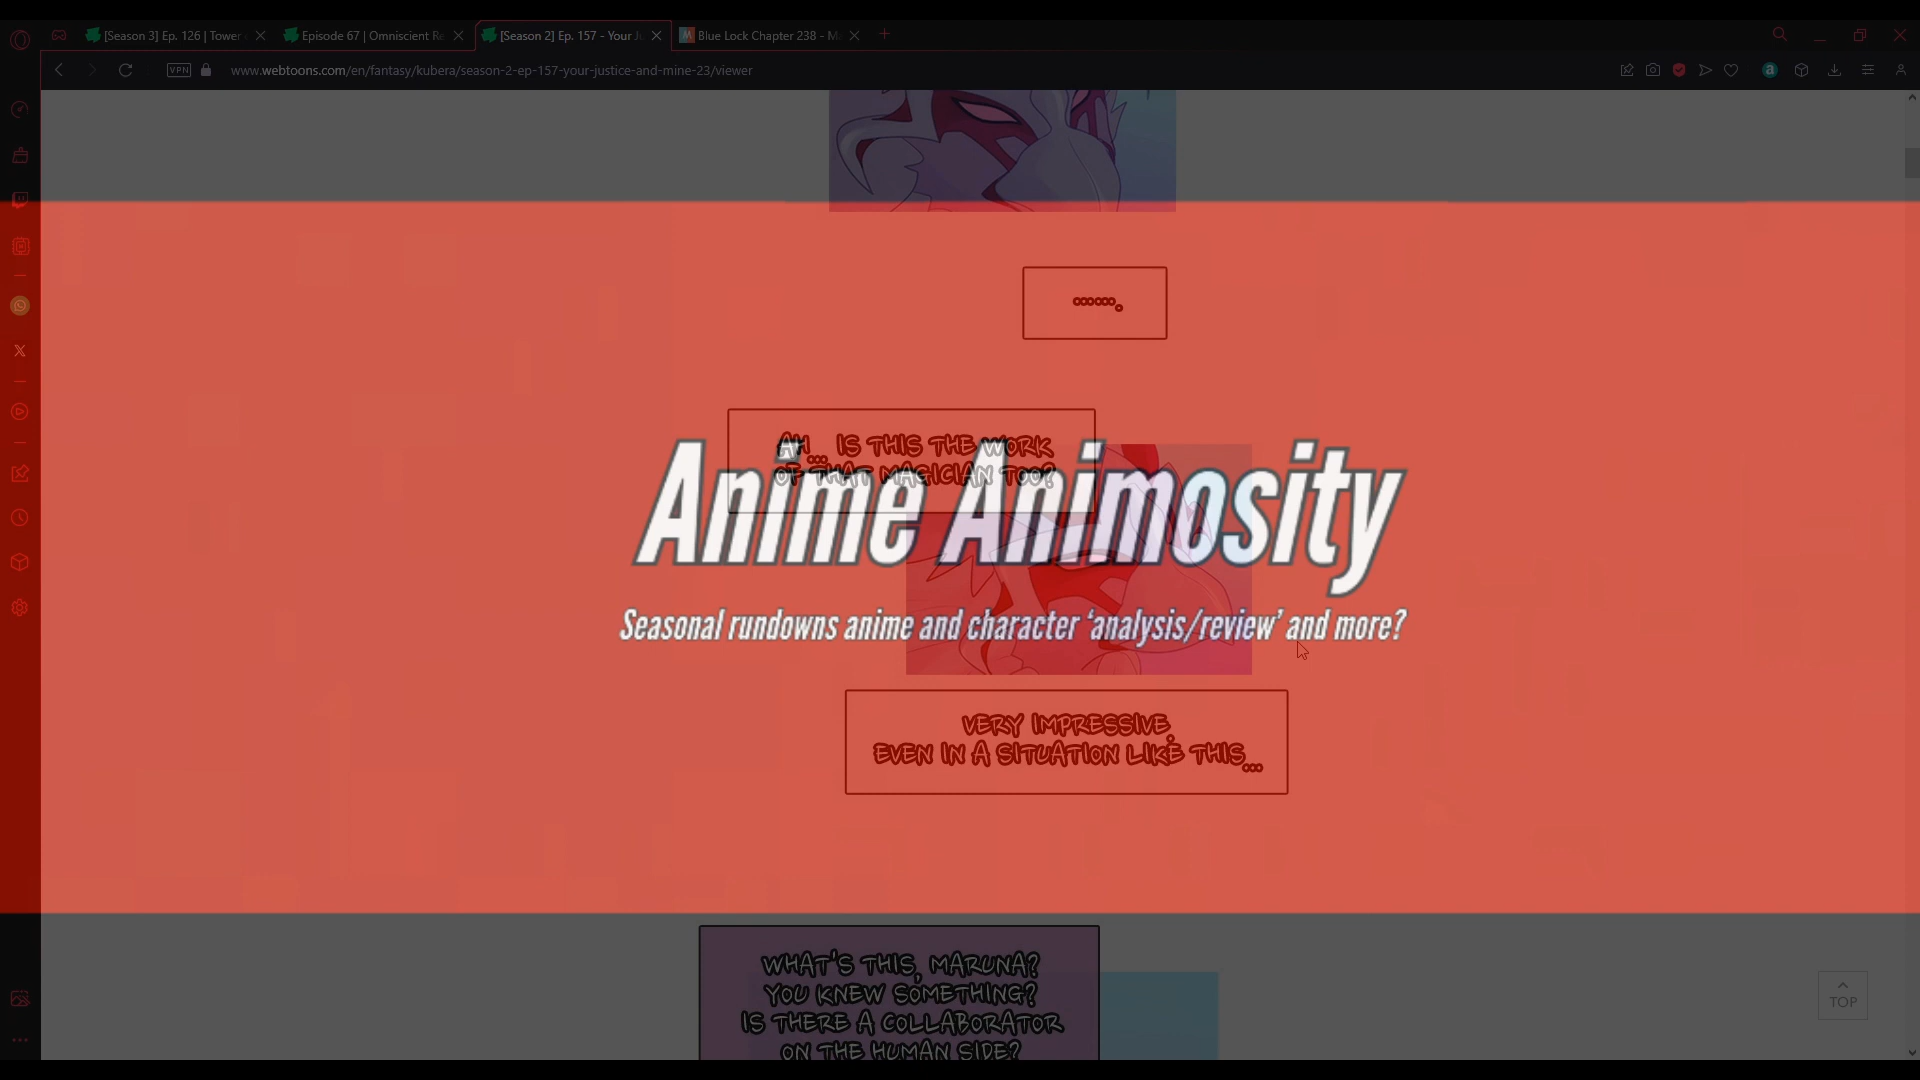 [Season 3] Ep. 126 | Tower
Episode 67 | Omniscient Re
[Season 2] Ep. 157 - Your Ju
Blue Lock Chapter 238 - M
VPN
www.webtoons.com/en/fantasy/kubera/season-2-ep-157-your-justice-and-mine-23/viewer
.......
AH... IS THIS THE WORK
OF THAT MAGICIAN TOO?
Anime Animosity
Seasonal rundowns anime and character ‘analysis/review’ and more?
VERY IMPRESSIVE.
EVEN IN A SITUATION LIKE THIS...
WHAT'S THIS, MARUNA?
YOU KNEW SOMETHING?
IS THERE A COLLABORATOR
ON THE HUMAN SIDE?
TOP